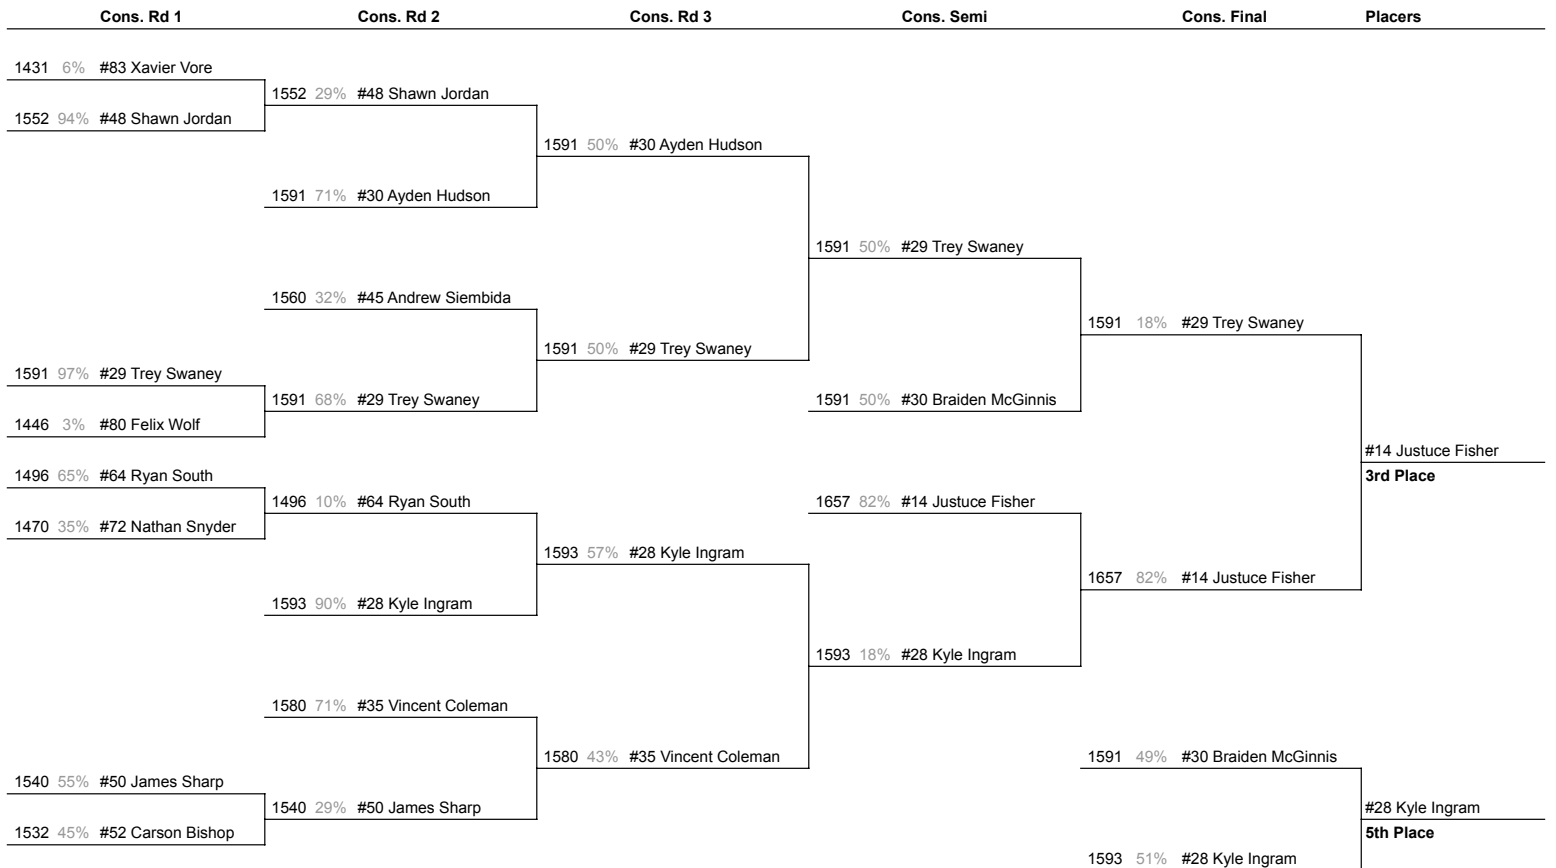 Cons. Rd 1 Cons. Rd 2 Cons. Rd 3 Cons. Semi Cons. Final Placers
1431 6% #83 Xavier Vore
1552 29% #48 Shawn Jordan
1552 94% #48 Shawn Jordan
1591 50% #30 Ayden Hudson
1591 71% #30 Ayden Hudson
1591 50% #29 Trey Swaney
1560 32% #45 Andrew Siembida
1591 18% #29 Trey Swaney
1591 50% #29 Trey Swaney
1591 97% #29 Trey Swaney
1591 68% #29 Trey Swaney
1591 50% #30 Braiden McGinnis
1446 3% #80 Felix Wolf
#14 Justuce Fisher
1496 65% #64 Ryan South
3rd Place
1496 10% #64 Ryan South
1657 82% #14 Justuce Fisher
1470 35% #72 Nathan Snyder
1593 57% #28 Kyle Ingram
1657 82% #14 Justuce Fisher
1593 90% #28 Kyle Ingram
1593 18% #28 Kyle Ingram
1580 71% #35 Vincent Coleman
1580 43% #35 Vincent Coleman
1591 49% #30 Braiden McGinnis
1540 55% #50 James Sharp
1540 29% #50 James Sharp
#28 Kyle Ingram
1532 45% #52 Carson Bishop
5th Place
1593 51% #28 Kyle Ingram